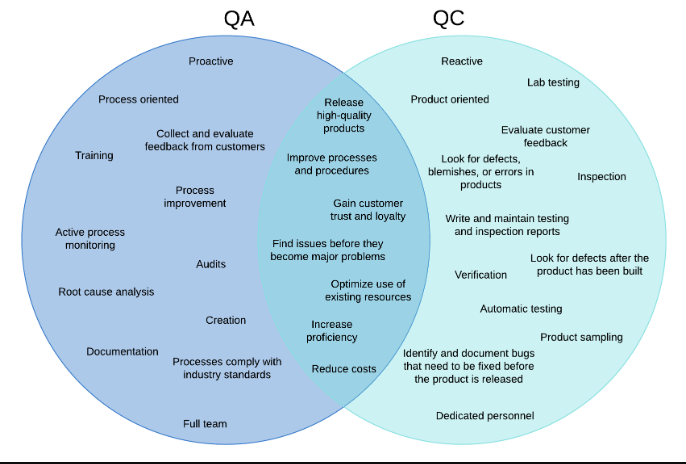 QA
QC
Proactive
Process oriented
Collect and evaluate
feedback from customers
Training
Process
improvement
Active process
monitoring
Audits
Root cause analysis
Creation
Documentation
Processes comply with
industry standards
Full team
Release
high-quality
products
Improve processes
and procedures
Gain customer
trust and loyalty
Find issues before they
become major problems
Optimize use of
existing resources
Increase
proficiency
Reduce costs
Reactive
Lab testing
Product oriented
Evaluate customer
feedback
Look for defects,
blemishes, or errors in
products
Inspection
Write and maintain testing
and inspection reports
Look for defects after the
product has been built
Verification
Automatic testing
Product sampling
Identify and document bugs
that need to be fixed before
the product is released
Dedicated personnel